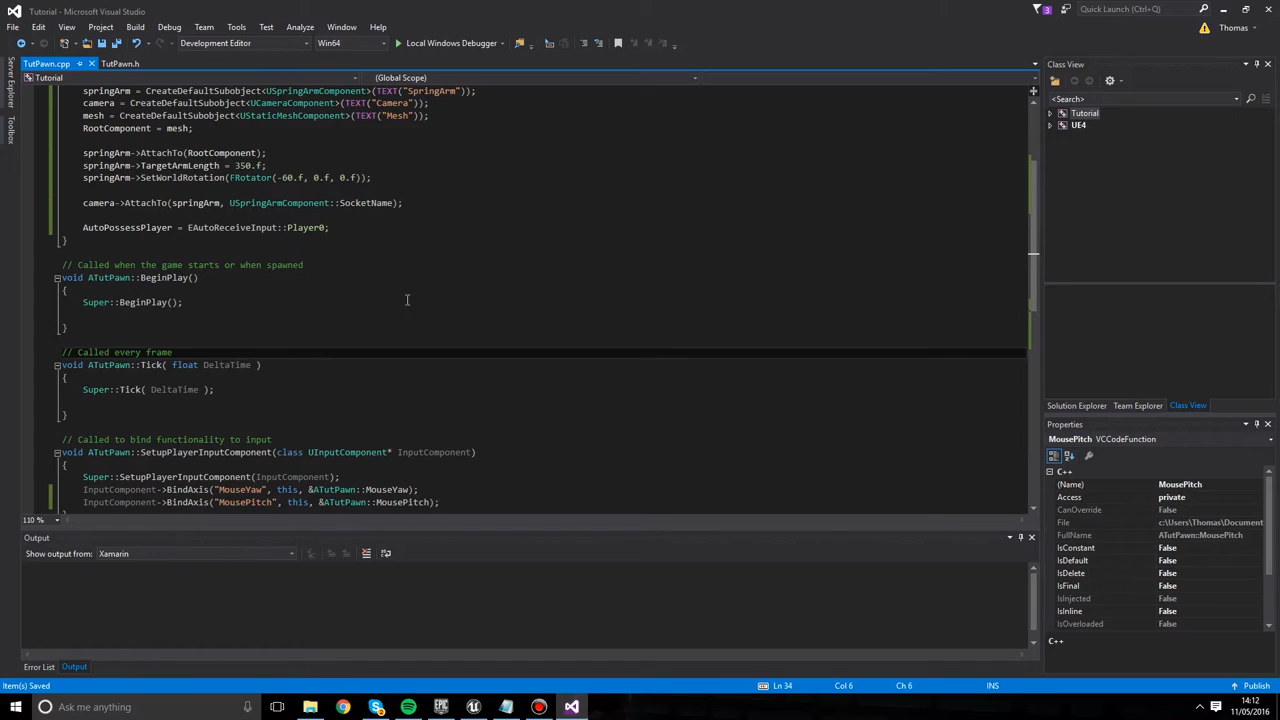 Tutorial - Microsoft Visual Studio
3
Quick Launch (Ctrl+Q)
File Edit View Project Build Debug Team Tools Test Analyze Window Help
Thomas
Development Editor Win64 Local Windows Debugger
TutPawn.cpp TutPawn.h
Tutorial (Global Scope)
Server Explorer
Toolbox
springArm = CreateDefaultSubobject<USpringArmComponent>(TEXT("SpringArm"));
camera = CreateDefaultSubobject<UCameraComponent>(TEXT("Camera"));
mesh = CreateDefaultSubobject<UStaticMeshComponent>(TEXT("Mesh"));
RootComponent = mesh;
springArm->AttachTo(RootComponent);
springArm->TargetArmLength = 350.f;
springArm->SetWorldRotation(FRotator(-60.f, 0.f, 0.f));
camera->AttachTo(springArm, USpringArmComponent::SocketName);
AutoPossessPlayer = EAutoReceiveInput::Player0;
}
// Called when the game starts or when spawned
void ATutPawn::BeginPlay()
{
Super::BeginPlay();
}
// Called every frame
void ATutPawn::Tick( float DeltaTime )
{
Super::Tick( DeltaTime );
}
// Called to bind functionality to input
void ATutPawn::SetupPlayerInputComponent(class UInputComponent* InputComponent)
{
Super::SetupPlayerInputComponent(InputComponent);
InputComponent->BindAxis("MouseYaw", this, &ATutPawn::MouseYaw);
InputComponent->BindAxis("MousePitch", this, &ATutPawn::MousePitch);
110 %
Output
Show output from: Xamarin
Error List Output
Class View
<Search>
Tutorial
UE4
Solution Explorer Team Explorer Class View
Properties
MousePitch VCCodeFunction
C++
(Name) MousePitch
Access private
CanOverride False
File c:\Users\Thomas\Document
FullName ATutPawn::MousePitch
IsConstant False
IsDefault False
IsDelete False
IsFinal False
IsInjected False
IsInline False
IsOverloaded False
C++
Item(s) Saved Ln 34 Col 6 Ch 6 INS Publish
Ask me anything
14:12
11/05/2016